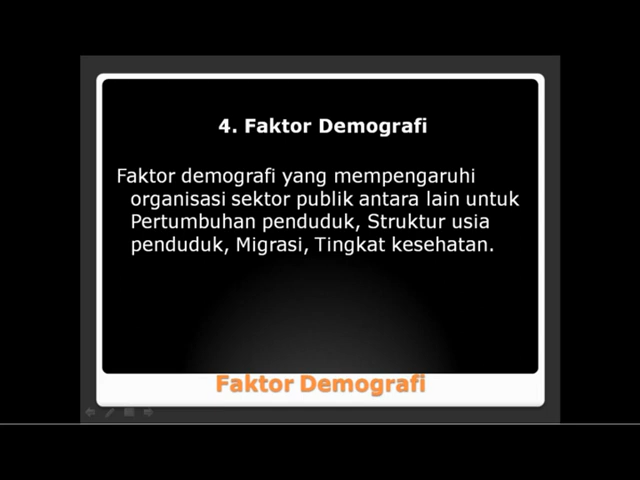 4. Faktor Demografi
Faktor demografi yang mempengaruhi
organisasi sektor publik antara lain untuk
Pertumbuhan penduduk, Struktur usia
penduduk, Migrasi, Tingkat kesehatan.
Faktor Demografi